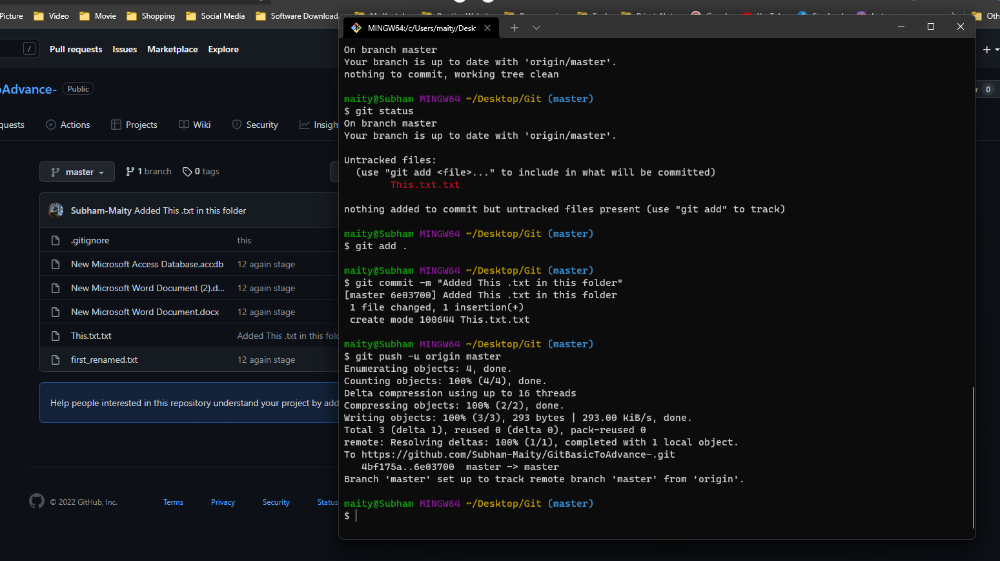 Picture Video Movie Shopping Social Media Software Download.
/ Pull requests Issues Marketplace Explore
oAdvance- Public
quests Actions Projects Wiki Security Insigh
master 1 branch 0 tags
Subham-Maity Added This .txt in this folder
.gitignore this
New Microsoft Access Database.accdb 12 again stage
New Microsoft Word Document (2).d... 12 again stage
New Microsoft Word Document.docx 12 again stage
This.txt.txt Added This .txt in this fold
first_renamed.txt 12 again stage
Help people interested in this repository understand your project by add
© 2022 GitHub, Inc. Terms Privacy Security Status
MINGW64:/c/Users/maity/Desk
On branch master
Your branch is up to date with 'origin/master'.
nothing to commit, working tree clean
maity@Subham MINGW64 ~/Desktop/Git (master)
$ git status
On branch master
Your branch is up to date with 'origin/master'.
Untracked files:
(use "git add <file>..." to include in what will be committed)
This.txt.txt
nothing added to commit but untracked files present (use "git add" to track)
maity@Subham MINGW64 ~/Desktop/Git (master)
$ git add .
maity@Subham MINGW64 ~/Desktop/Git (master)
$ git commit -m "Added This .txt in this folder"
[master 6e03700] Added This .txt in this folder
1 file changed, 1 insertion(+)
create mode 100644 This.txt.txt
maity@Subham MINGW64 ~/Desktop/Git (master)
$ git push -u origin master
Enumerating objects: 4, done.
Counting objects: 100% (4/4), done.
Delta compression using up to 16 threads
Compressing objects: 100% (2/2), done.
Writing objects: 100% (3/3), 293 bytes | 293.00 KiB/s, done.
Total 3 (delta 1), reused 0 (delta 0), pack-reused 0
remote: Resolving deltas: 100% (1/1), completed with 1 local object.
To https://github.com/Subham-Maity/GitBasicToAdvance-.git
4bf175a..6e03700 master -> master
Branch 'master' set up to track remote branch 'master' from 'origin'.
maity@Subham MINGW64 ~/Desktop/Git (master)
$
Oth
r 0